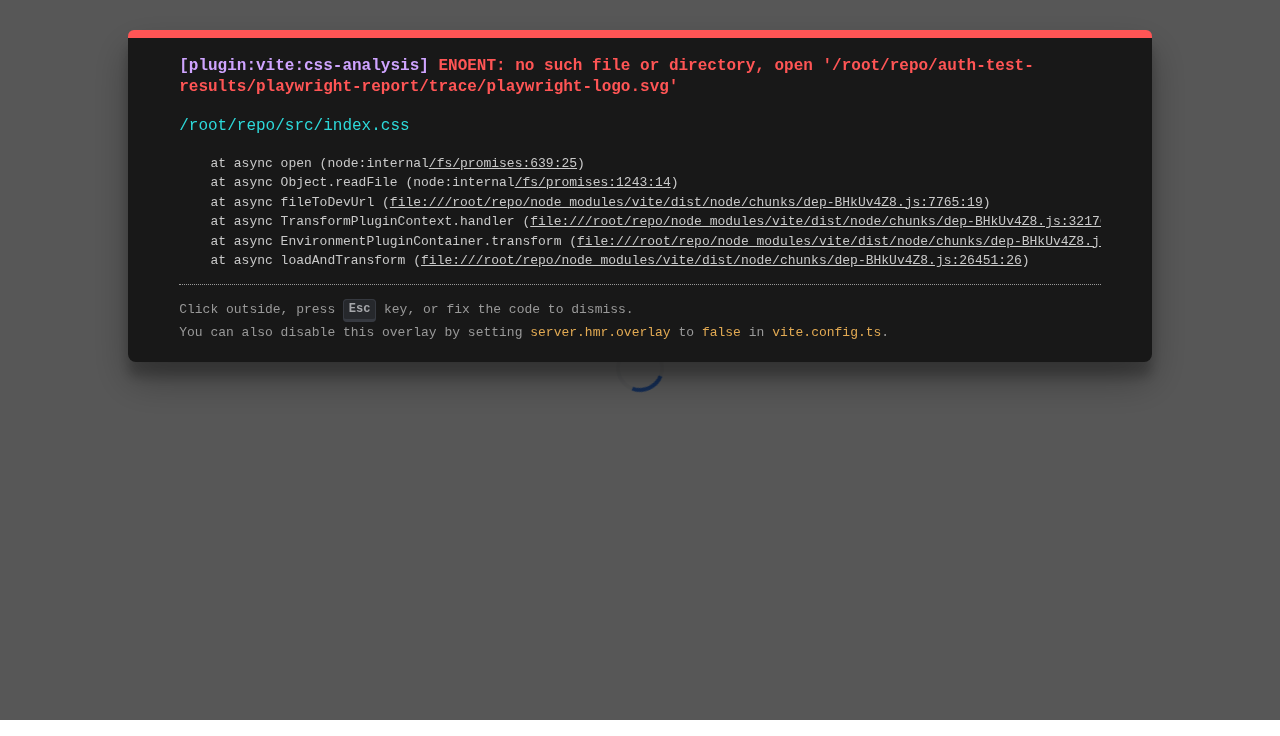 [plugin:vite:css-analysis] ENOENT: no such file or directory, open '/root/repo/auth-test-
results/playwright-report/trace/playwright-logo.svg'
/root/repo/src/index.css
at async open (node:internal/fs/promises:639:25)
at async Object.readFile (node:internal/fs/promises:1243:14)
at async fileToDevUrl (file:///root/repo/node_modules/vite/dist/node/chunks/dep-BHkUv4Z8.js:7765:19)
at async TransformPluginContext.handler (file:///root/repo/node_modules/vite/dist/node/chunks/dep-BHkUv4Z8.js:3217
at async EnvironmentPluginContainer.transform (file:///root/repo/node_modules/vite/dist/node/chunks/dep-BHkUv4Z8.j
at async loadAndTransform (file:///root/repo/node_modules/vite/dist/node/chunks/dep-BHkUv4Z8.js:26451:26)
Click outside, press Esc key, or fix the code to dismiss.
You can also disable this overlay by setting server.hmr.overlay to false in vite.config.ts.